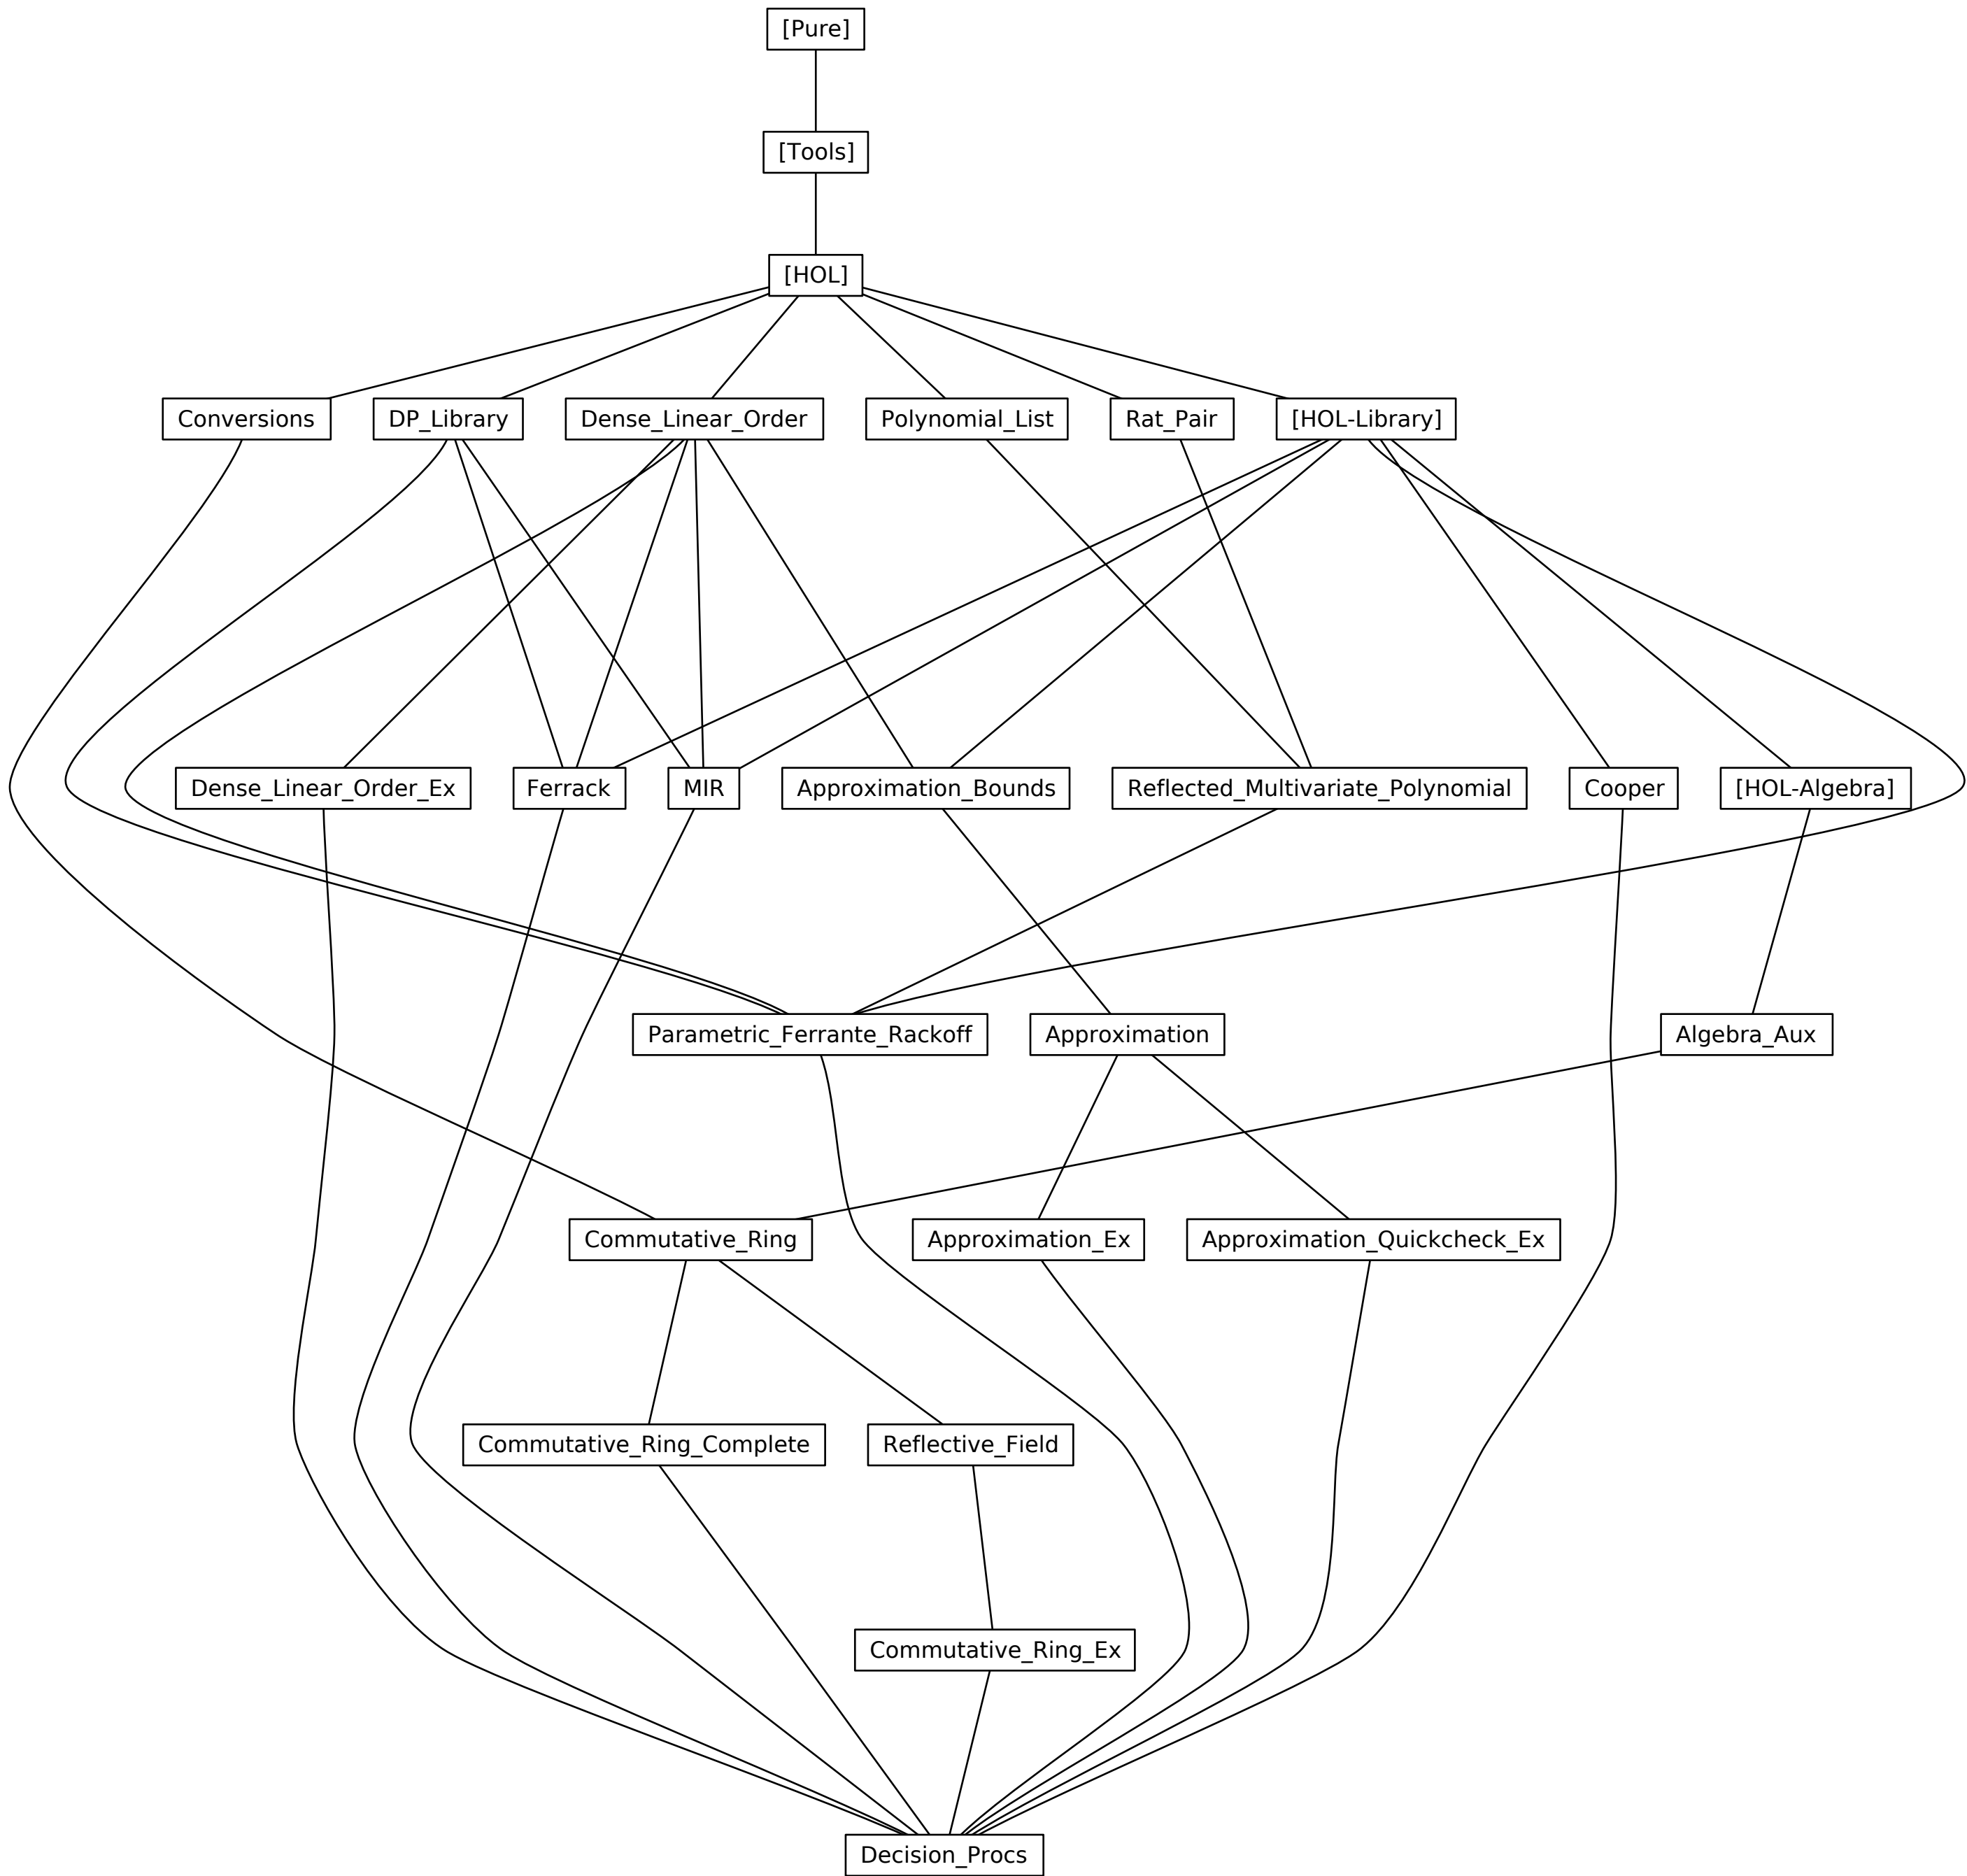 [Pure]
[Tools]
[HOL]
Conversions
DP_Library
Dense_Linear_Order
Polynomial_List
Rat_Pair
[HOL-Library]
Dense_Linear_Order_Ex
Ferrack
MIR
Approximation_Bounds
Reflected_Multivariate_Polynomial
Cooper
[HOL-Algebra]
Parametric_Ferrante_Rackoff
Approximation
Algebra_Aux
Commutative_Ring
Approximation_Ex
Approximation_Quickcheck_Ex
Commutative_Ring_Complete
Reflective_Field
Commutative_Ring_Ex
Decision_Procs